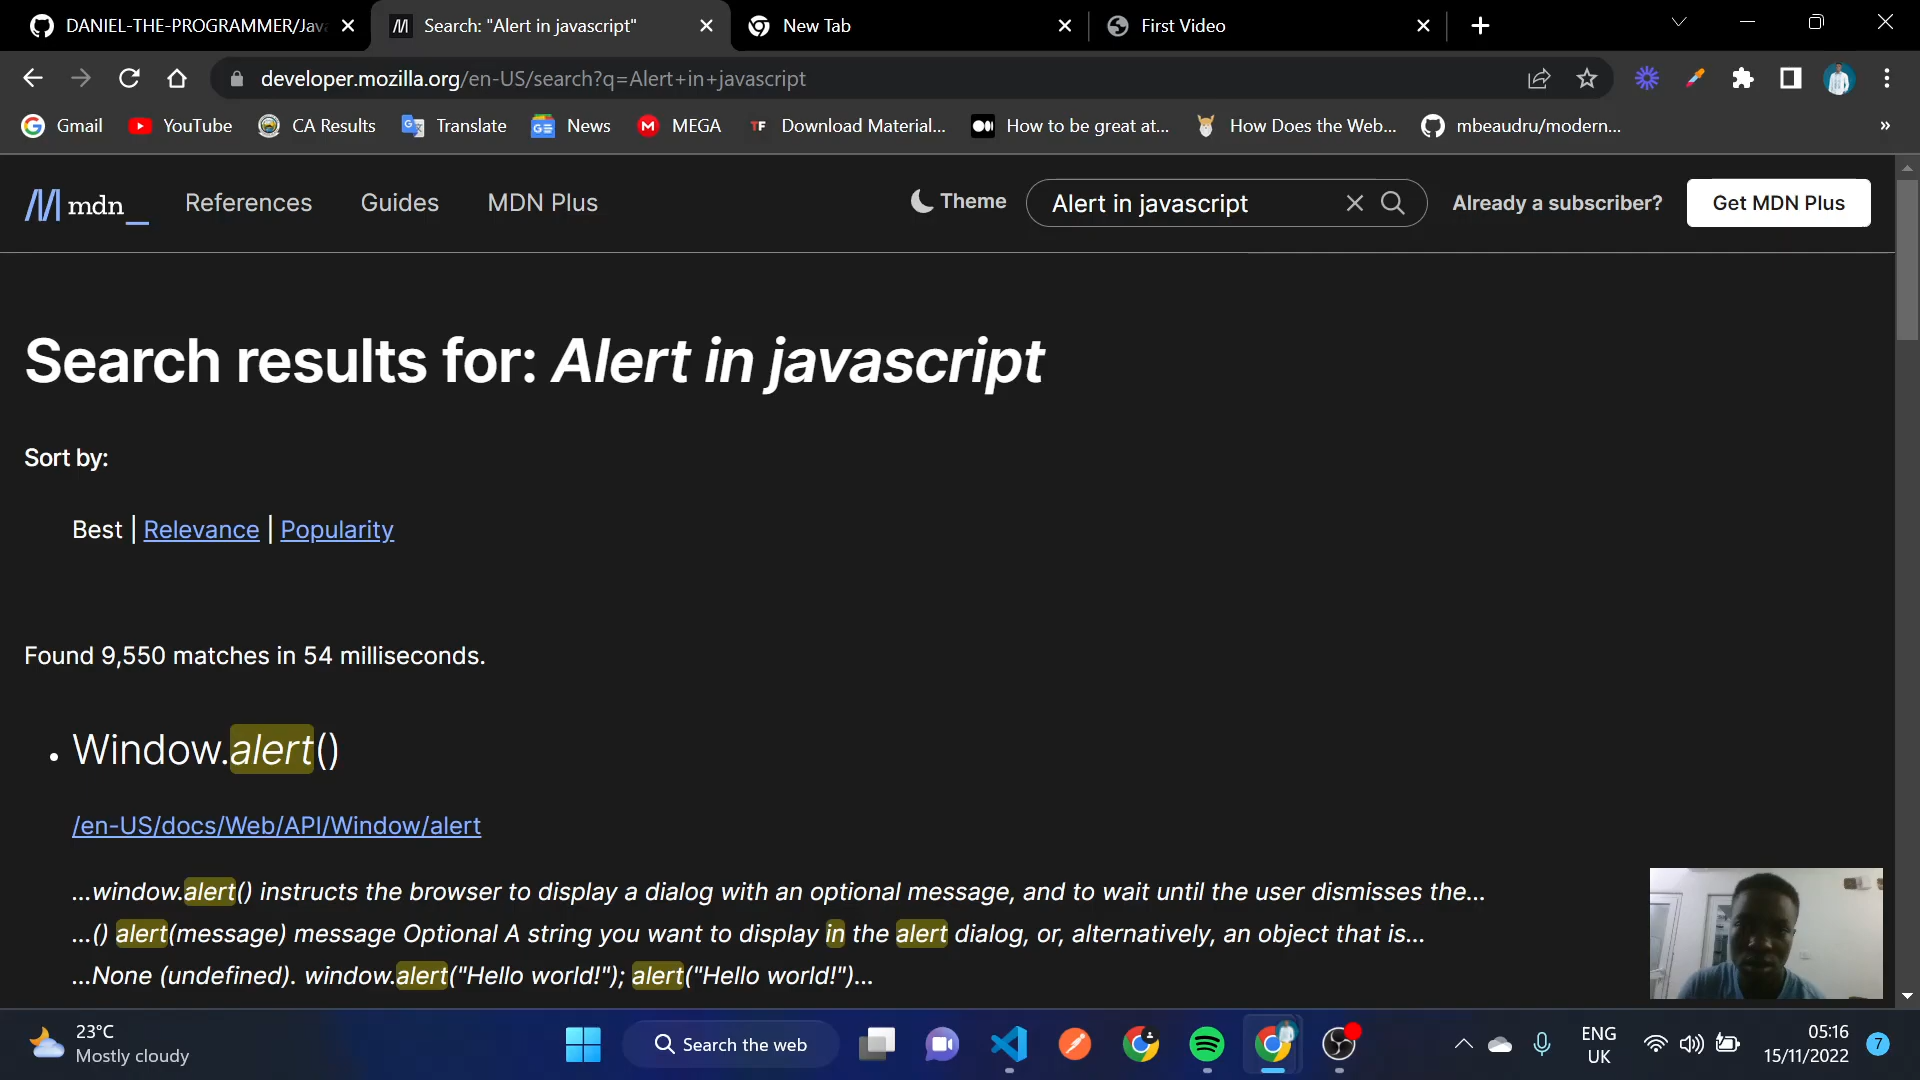 DANIEL-THE-PROGRAMMER/Jav
Search: "Alert in javascript"
New Tab
First Video
developer.mozilla.org/en-US/search?q=Alert+in+javascript
Gmail
YouTube
CA Results
Translate
News
MEGA
TF
Download Material...
How to be great at...
How Does the Web...
mbeaudru/modern...
»
mdn_
References
Guides
MDN Plus
Theme
Alert in javascript
Already a subscriber?
Get MDN Plus
Search results for: Alert in javascript
Sort by:
Best | Relevance | Popularity
Found 9,550 matches in 54 milliseconds.
• Window.alert()
/en-US/docs/Web/API/Window/alert
...window.alert() instructs the browser to display a dialog with an optional message, and to wait until the user dismisses the...
...() alert(message) message Optional A string you want to display in the alert dialog, or, alternatively, an object that is...
...None (undefined). window.alert("Hello world!"); alert("Hello world!")...
23°C
Mostly cloudy
Search the web
ENG
UK
05:16
15/11/2022
7